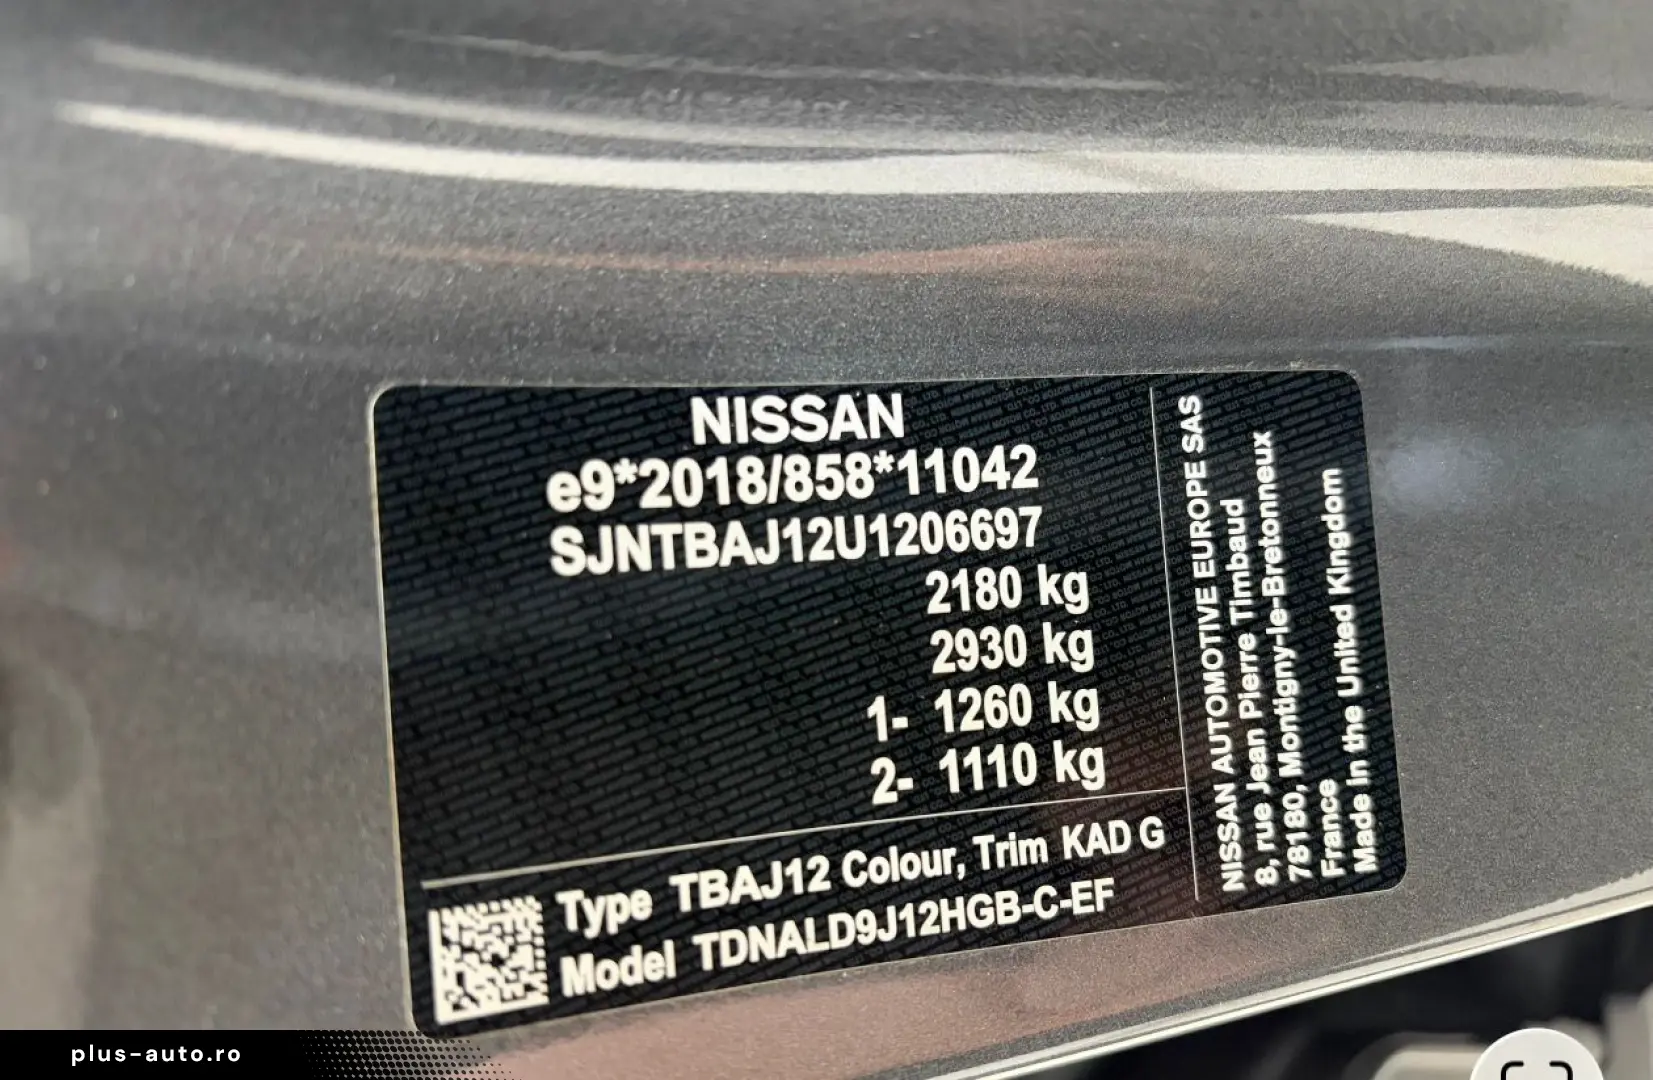 NISSAN
e9*2018/858*11042
SJNTBAJ12U1206697
2180 kg
2930 kg
1- 1260 kg
2- 1110 kg
Type TBAJ12 Colour, Trim KAD G
Model TDNALD9J12HGB-C-EF
NISSAN AUTOMOTIVE EUROPE SAS
8, rue Jean Pierre Timbaud
78180, Montigny-le-Bretonneux
France
Made in the United Kingdom
plus-auto.ro